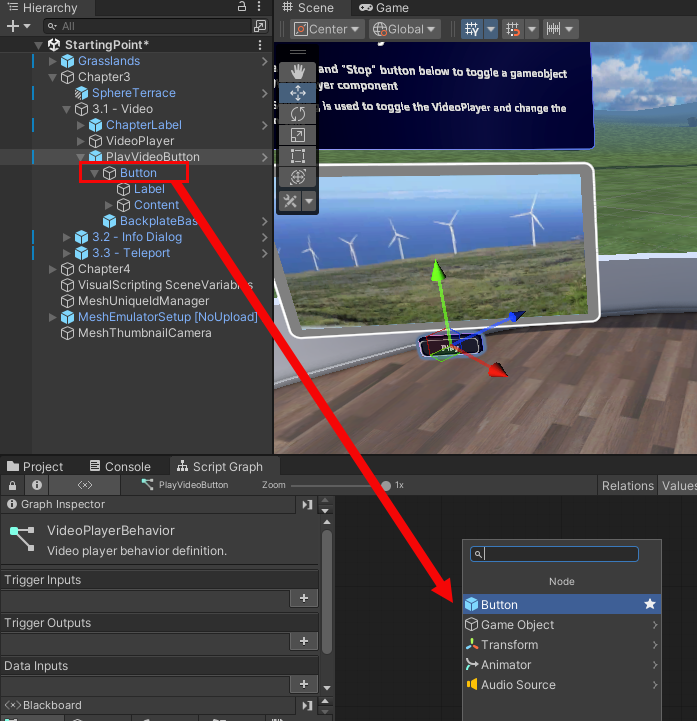 Hierarchy
All
StartingPoint*
Grasslands
Chapter3
SphereTerrace
3.1 - Video
ChapterLabel
VideoPlayer
PlayVideoButton
Button
Label
Content
BackplateBas
3.2 - Info Dialog
3.3 - Teleport
Chapter4
VisualScripting SceneVariables
MeshUniqueIdManager
MeshEmulatorSetup [NoUpload]
MeshThumbnailCamera
Scene
Game
Center
Global
and "Stop" button below to toggle a gameobject
yer component
is used to toggle the VideoPlayer and change the
Play
Project
Console
Script Graph
PlayVideoButton
Zoom
1x
Relations
Values
Graph Inspector
VideoPlayerBehavior
Video player behavior definition.
Trigger Inputs
Trigger Outputs
Data Inputs
Blackboard
Node
Button
Game Object
Transform
Animator
Audio Source